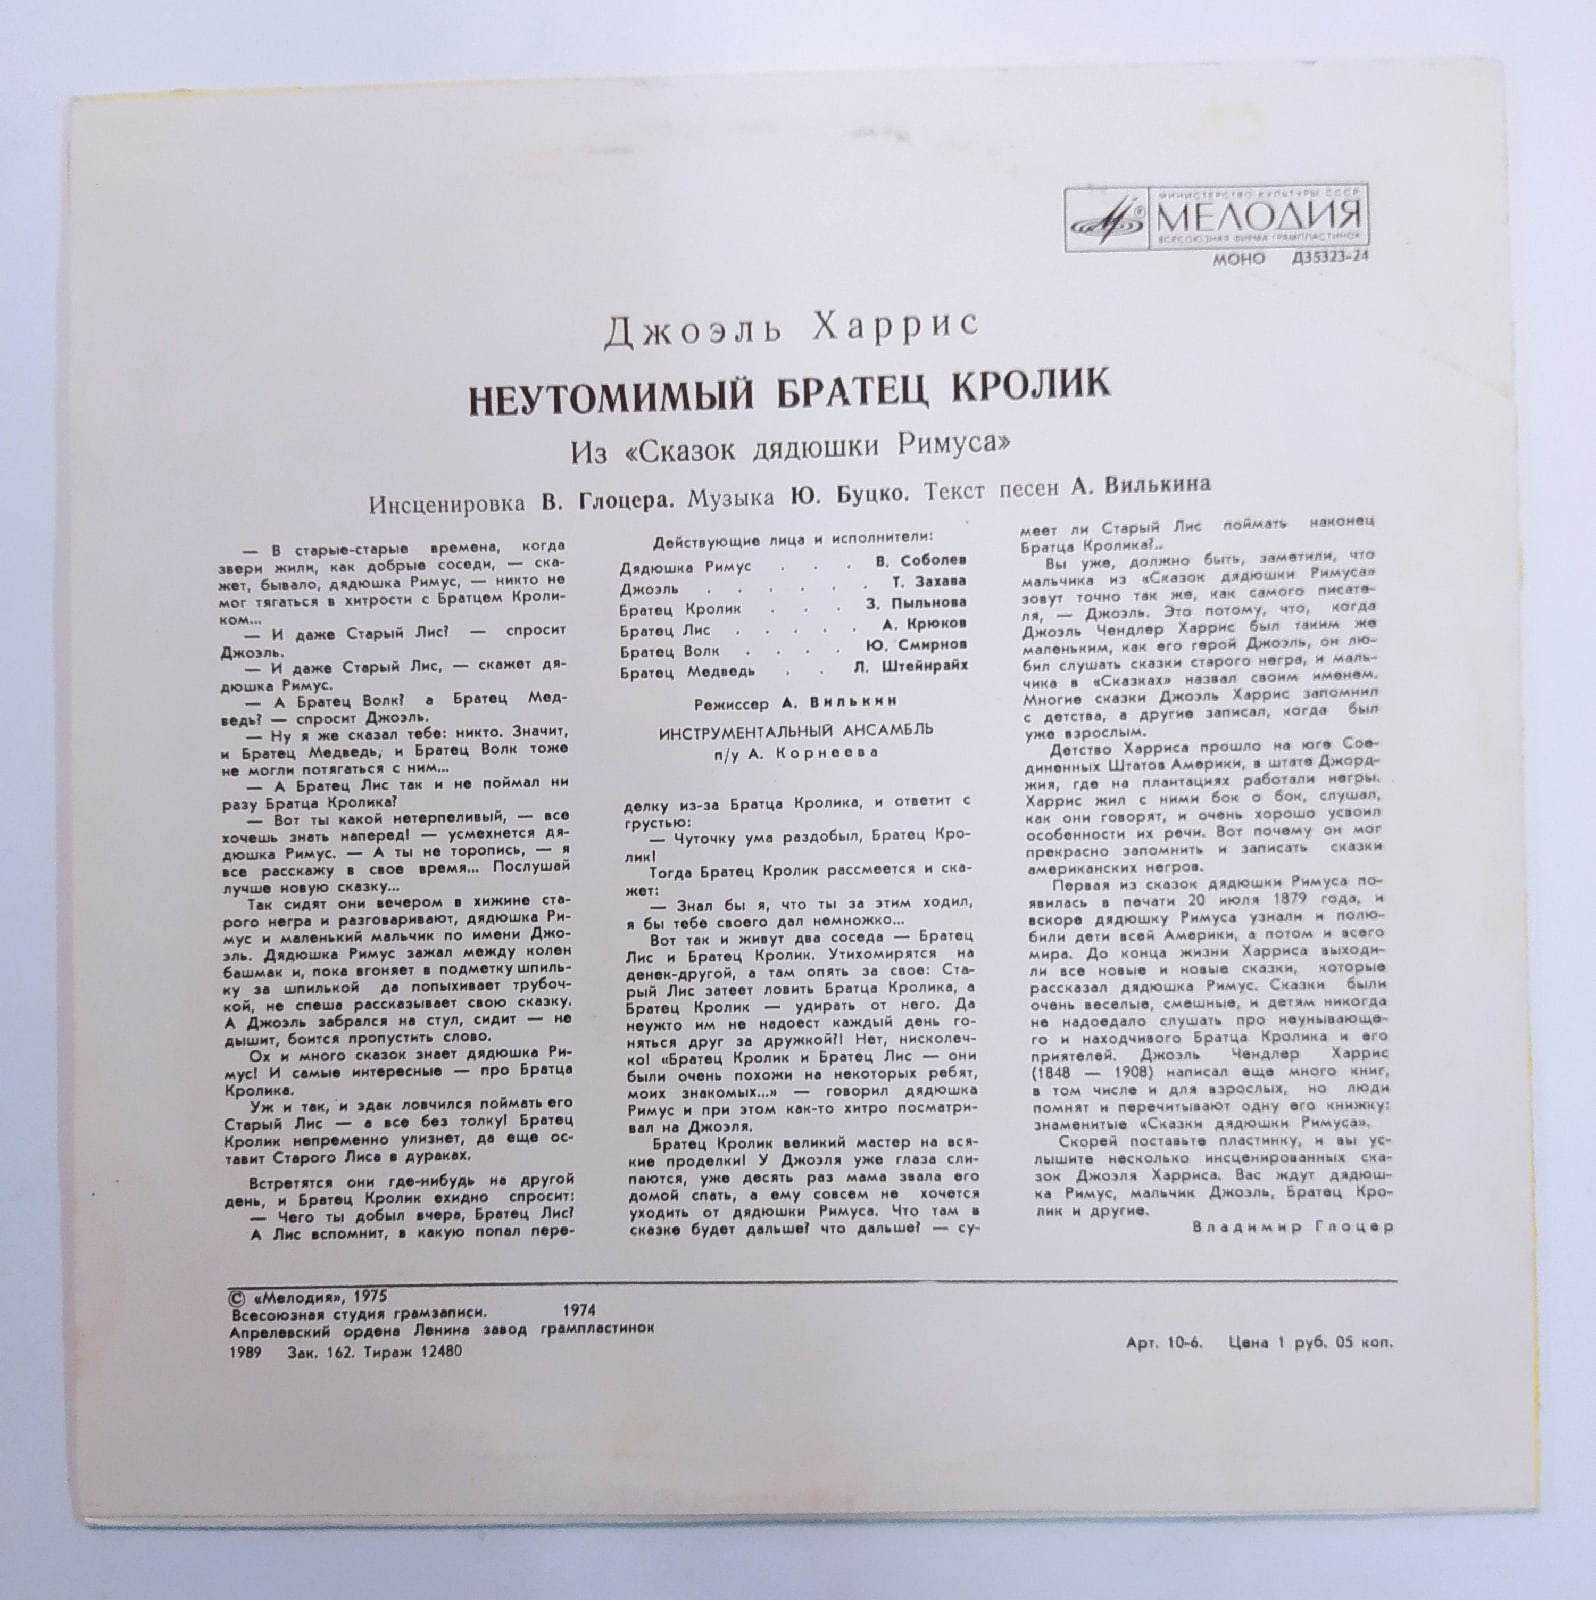 МИНИСТЕРСТВО КУЛЬТУРЫ СССР
МЕЛОДИЯ
ВСЕСОЮЗНАЯ ФИРМА ГРАМПЛАСТИНОК
МОНО Д35323-24
Джоэль Харрис
НЕУТОМИМЫЙ БРАТЕЦ КРОЛИК
Из «Сказок дядюшки Римуса»
Инсценировка В. Глоцера. Музыка Ю. Буцко. Текст песен А. Вилькина
— В старые-старые времена, когда
звери жили, как добрые соседи, — ска-
жет, бывало, дядюшка Римус, — никто не
мог тягаться в хитрости с Братцем Кроли-
ком...
— И даже Старый Лис? — спросит
Джоэль.
— И даже Старый Лис, — скажет дя-
дюшка Римус.
— А Братец Волк? а Братец Мед-
ведь? — спросит Джоэль.
— Ну я же сказал тебе: никто. Значит,
и Братец Медведь, и Братец Волк тоже
не могли потягаться с ним...
— А Братец Лис так и не поймал ни
разу Братца Кролика?
— Вот ты какой нетерпеливый, — все
хочешь знать наперед! — усмехнется дя-
дюшка Римус. — А ты не торопись, — я
все расскажу в свое время... Послушай
лучше новую сказку...
Так сидят они вечером в хижине ста-
рого негра и разговаривают, дядюшка Ри-
мус и маленький мальчик по имени Джо-
эль. Дядюшка Римус зажал между колен
башмак и, пока вгоняет в подметку шпиль-
ку за шпилькой да попыхивает трубоч-
кой, не спеша рассказывает свою сказку.
А Джоэль забрался на стул, сидит — не
дышит, боится пропустить слово.
Ох и много сказок знает дядюшка Ри-
мус! И самые интересные — про Братца
Кролика.
Уж и так, и эдак ловчился поймать его
Старый Лис — а все без толку! Братец
Кролик непременно улизнет, да еще ос-
тавит Старого Лиса в дураках.
Встретятся они где-нибудь на другой
день, и Братец Кролик ехидно спросит:
— Чего ты добыл вчера, Братец Лис?
А Лис вспомнит, в какую попал пере-
Действующие лица и исполнители:
Дядюшка Римус . . . В. Соболев
Джоэль . . . . . . Т. Захава
Братец Кролик . . . З. Пыльнова
Братец Лис . . . . . А. Крюков
Братец Волк . . . . Ю. Смирнов
Братец Медведь . . Л. Штейнрайх
Режиссер А. Вилькин
ИНСТРУМЕНТАЛЬНЫЙ АНСАМБЛЬ
п/у А. Корнеева
делку из-за Братца Кролика, и ответит с
грустью:
— Чуточку ума раздобыл, Братец Кро-
лик!
Тогда Братец Кролик рассмеется и ска-
жет:
— Знал бы я, что ты за этим ходил,
я бы тебе своего дал немножко...
Вот так и живут два соседа — Братец
Лис и Братец Кролик. Утихомирятся на
денек-другой, а там опять за свое: Ста-
рый Лис затеет ловить Братца Кролика, а
Братец Кролик — удирать от него. Да
неужто им не надоест каждый день го-
няться друг за дружкой?! Нет, нисколеч-
ко! «Братец Кролик и Братец Лис — они
были очень похожи на некоторых ребят,
моих знакомых...» — говорил дядюшка
Римус и при этом как-то хитро посматри-
вал на Джоэля.
Братец Кролик великий мастер на вся-
кие проделки! У Джоэля уже глаза сли-
паются, уже десять раз мама звала его
домой спать, а ему совсем не хочется
уходить от дядюшки Римуса. Что там в
сказке будет дальше? что дальше? — су-
меет ли Старый Лис поймать наконец
Братца Кролика?..
Вы уже, должно быть, заметили, что
мальчика из «Сказок дядюшки Римуса»
зовут точно так же, как самого писате-
ля, — Джоэль. Это потому, что, когда
Джоэль Чендлер Харрис был таким же
маленьким, как его герой Джоэль, он лю-
бил слушать сказки старого негра, и маль-
чика в «Сказках» назвал своим именем.
Многие сказки Джоэль Харрис запомнил
с детства, а другие записал, когда был
уже взрослым.
Детство Харриса прошло на юге Сое-
диненных Штатов Америки, в штате Джорд-
жия, где на плантациях работали негры.
Харрис жил с ними бок о бок, слушал,
как они говорят, и очень хорошо усвоил
особенности их речи. Вот почему он мог
прекрасно запомнить и записать сказки
американских негров.
Первая из сказок дядюшки Римуса по-
явилась в печати 20 июля 1879 года, и
вскоре дядюшку Римуса узнали и полю-
били дети всей Америки, а потом и всего
мира. До конца жизни Харриса выходи-
ли все новые и новые сказки, которые
рассказал дядюшка Римус. Сказки были
очень веселые, смешные, и детям никогда
не надоедало слушать про неунывающе-
го и находчивого Братца Кролика и его
приятелей. Джоэль Чендлер Харрис
(1848 — 1908) написал еще много книг,
в том числе и для взрослых, но люди
помнят и перечитывают одну его книжку:
знаменитые «Сказки дядюшки Римуса».
Скорей поставьте пластинку, и вы ус-
лышите несколько инсценированных ска-
зок Джоэля Харриса. Вас ждут дядюш-
ка Римус, мальчик Джоэль, Братец Кро-
лик и другие.
Владимир Глоцер
© «Мелодия», 1975
Всесоюзная студия грамзаписи. 1974
Апрелевский ордена Ленина завод грампластинок
1989 Зак. 162. Тираж 12480
Арт. 10-6. Цена 1 руб. 05 коп.